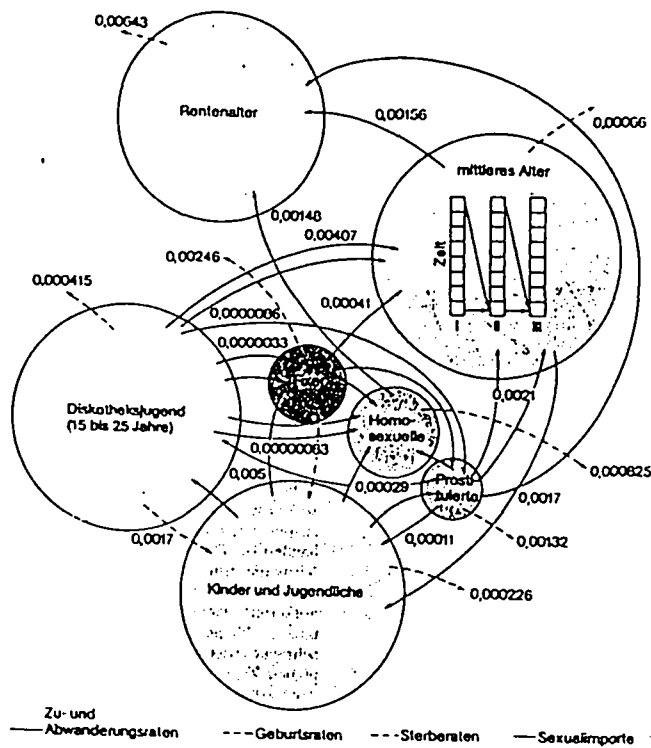 0,00643
Rentenalter
0,00156
0,00066
mittleres Alter
Zeit
I
II
III
0,00148
0,00407
0,00246
0,000415
0,0000006
0,00041
0,0000033
Diskotheksjugend
(15 bis 25 Jahre)
Homo-
sexuelle
0,0021
0,00000063
0,005
0,00029
Prosti
tuierte
0,0017
0,000825
0,0017
0,00011
0,00132
Kinder und Jugendliche
0,000226
Zu- und
Abwanderungsraten
Geburtsraten
Sterberaten
Sexualimporte